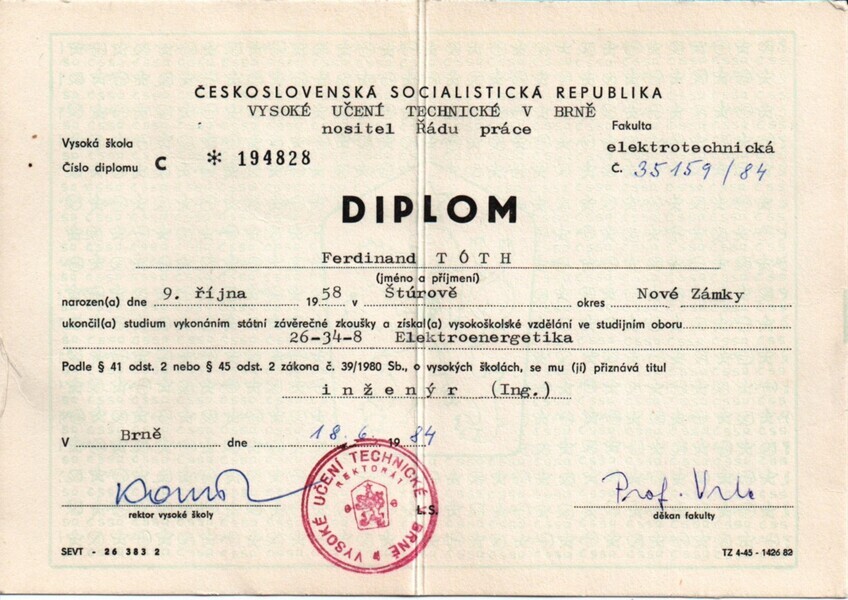 ČESKOSLOVENSKÁ SOCIALISTICKÁ REPUBLIKA
VYSOKÉ UČENÍ TECHNICKÉ V BRNĚ
nositel Řádu práce
Vysoká škola
Fakulta
elektrotechnická
Číslo diplomu C * 194828
Č. 35159/84
DIPLOM
Ferdinand TÓTH
(jméno a příjmení)
narozen(a) dne 9. října 1958 v Štúrově okres Nové Zámky
ukončil(a) studium vykonáním státní závěrečné zkoušky a získal(a) vysokoškolské vzdělání ve studijním oboru
26-34-8 Elektroenergetika
Podle § 41 odst. 2 nebo § 45 odst. 2 zákona č. 39/1980 Sb., o vysokých školách, se mu (jí) přiznává titul
inženýr (Ing.)
V Brně dne 18.6. 1984
VYSOKÉ UČENÍ TECHNICKÉ V BRNĚ
REKTORÁT
L.S.
Prof.
rektor vysoké školy
děkan fakulty
SEVT - 26 383 2
TZ 4-45 - 1426 82